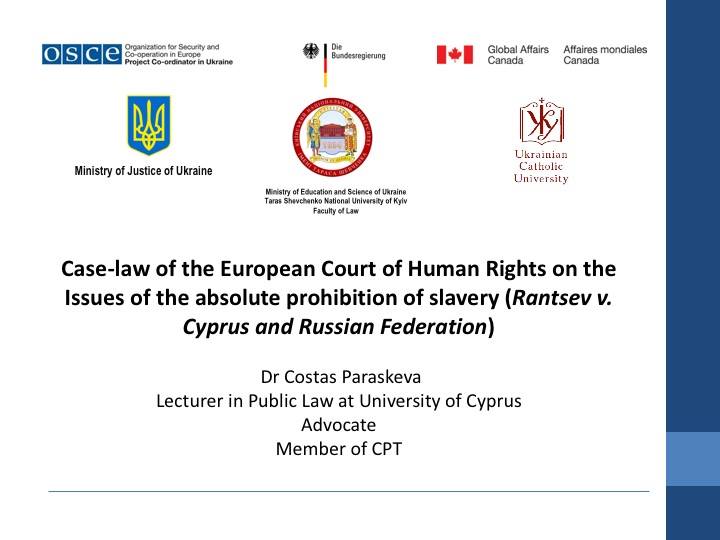 OSCE
Organization for Security and
Co-operation in Europe
Project Co-ordinator in Ukraine
Die
Bundesregierung
Global Affairs
Canada
Affaires mondiales
Canada
Ministry of Justice of Ukraine
Ministry of Education and Science of Ukraine
Taras Shevchenko National University of Kyiv
Faculty of Law
Ukrainian
Catholic
University
Case-law of the European Court of Human Rights on the
Issues of the absolute prohibition of slavery (Rantsev v.
Cyprus and Russian Federation)
Dr Costas Paraskeva
Lecturer in Public Law at University of Cyprus
Advocate
Member of CPT